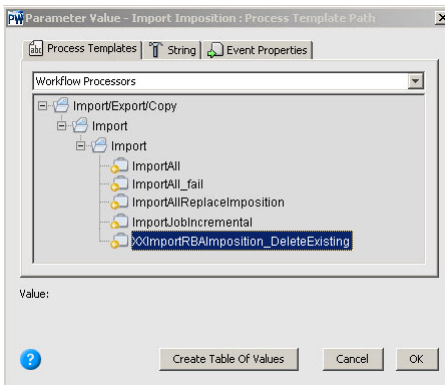 PW Parameter Value - Import Imposition : Process Template Path
Process Templates String Event Properties
Workflow Processors
Import/Export/Copy
Import
Import
ImportAll
ImportAll_fail
ImportAllReplaceImposition
ImportJobIncremental
XXImportRBAImposition_DeleteExisting
Value:
? Create Table Of Values Cancel OK